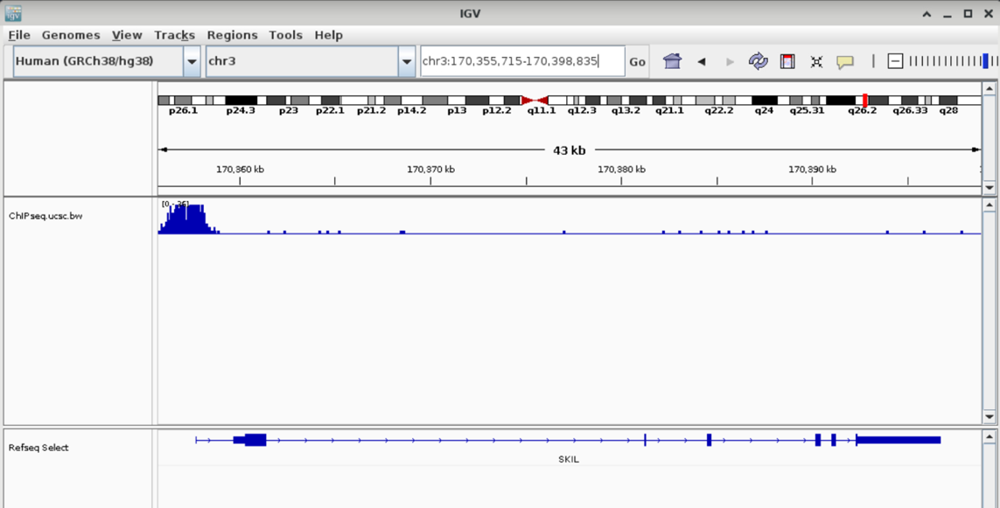 IGV
File Genomes View Tracks Regions Tools Help
Human (GRCh38/hg38) chr3 chr3:170,355,715-170,398,835 Go
p26.1 p24.3 p23 p22.1 p21.2 p14.2 p13 p12.2 q11.1 q12.3 q13.2 q21.1 q22.2 q24 q25.31 q26.2 q26.33 q28
43 kb
170,360 kb 170,370 kb 170,380 kb 170,390 kb
ChIPseq.ucsc.bw
Refseq Select
SKIL